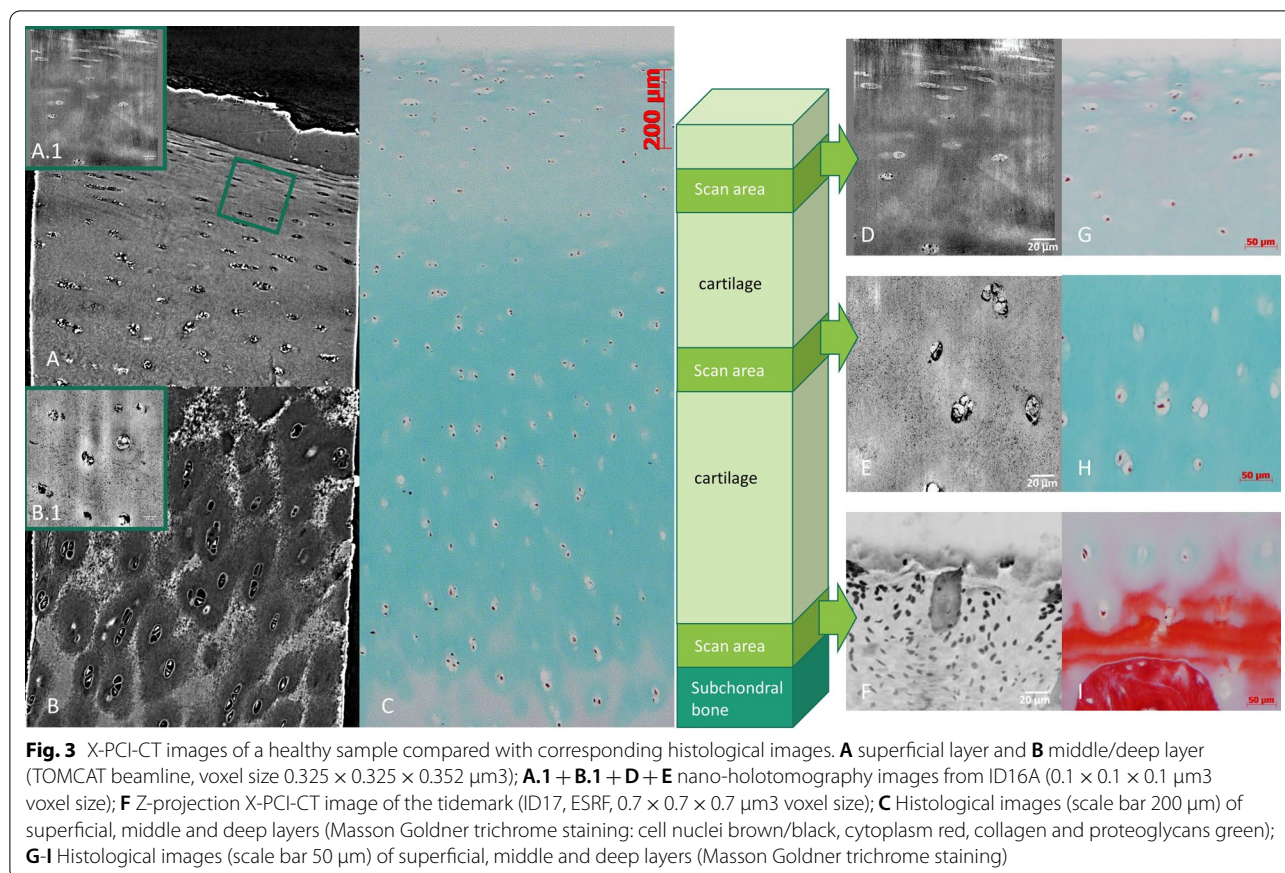 A.1
A
B.1
B
200 µm
C
Scan area
cartilage
Scan area
cartilage
Scan area
Subchondral
bone
D
20 µm
G
50 µm
E
20 µm
H
50 µm
F
20 µm
I
50 µm
Fig. 3 X-PCI-CT images of a healthy sample compared with corresponding histological images. A superficial layer and B middle/deep layer
(TOMCAT beamline, voxel size 0.325 × 0.325 × 0.352 µm3); A.1 + B.1 + D + E nano-holotomography images from ID16A (0.1 × 0.1 × 0.1 µm3
voxel size); F Z-projection X-PCI-CT image of the tidemark (ID17, ESRF, 0.7 × 0.7 × 0.7 µm3 voxel size); C Histological images (scale bar 200 µm) of
superficial, middle and deep layers (Masson Goldner trichrome staining: cell nuclei brown/black, cytoplasm red, collagen and proteoglycans green);
G-I Histological images (scale bar 50 µm) of superficial, middle and deep layers (Masson Goldner trichrome staining)